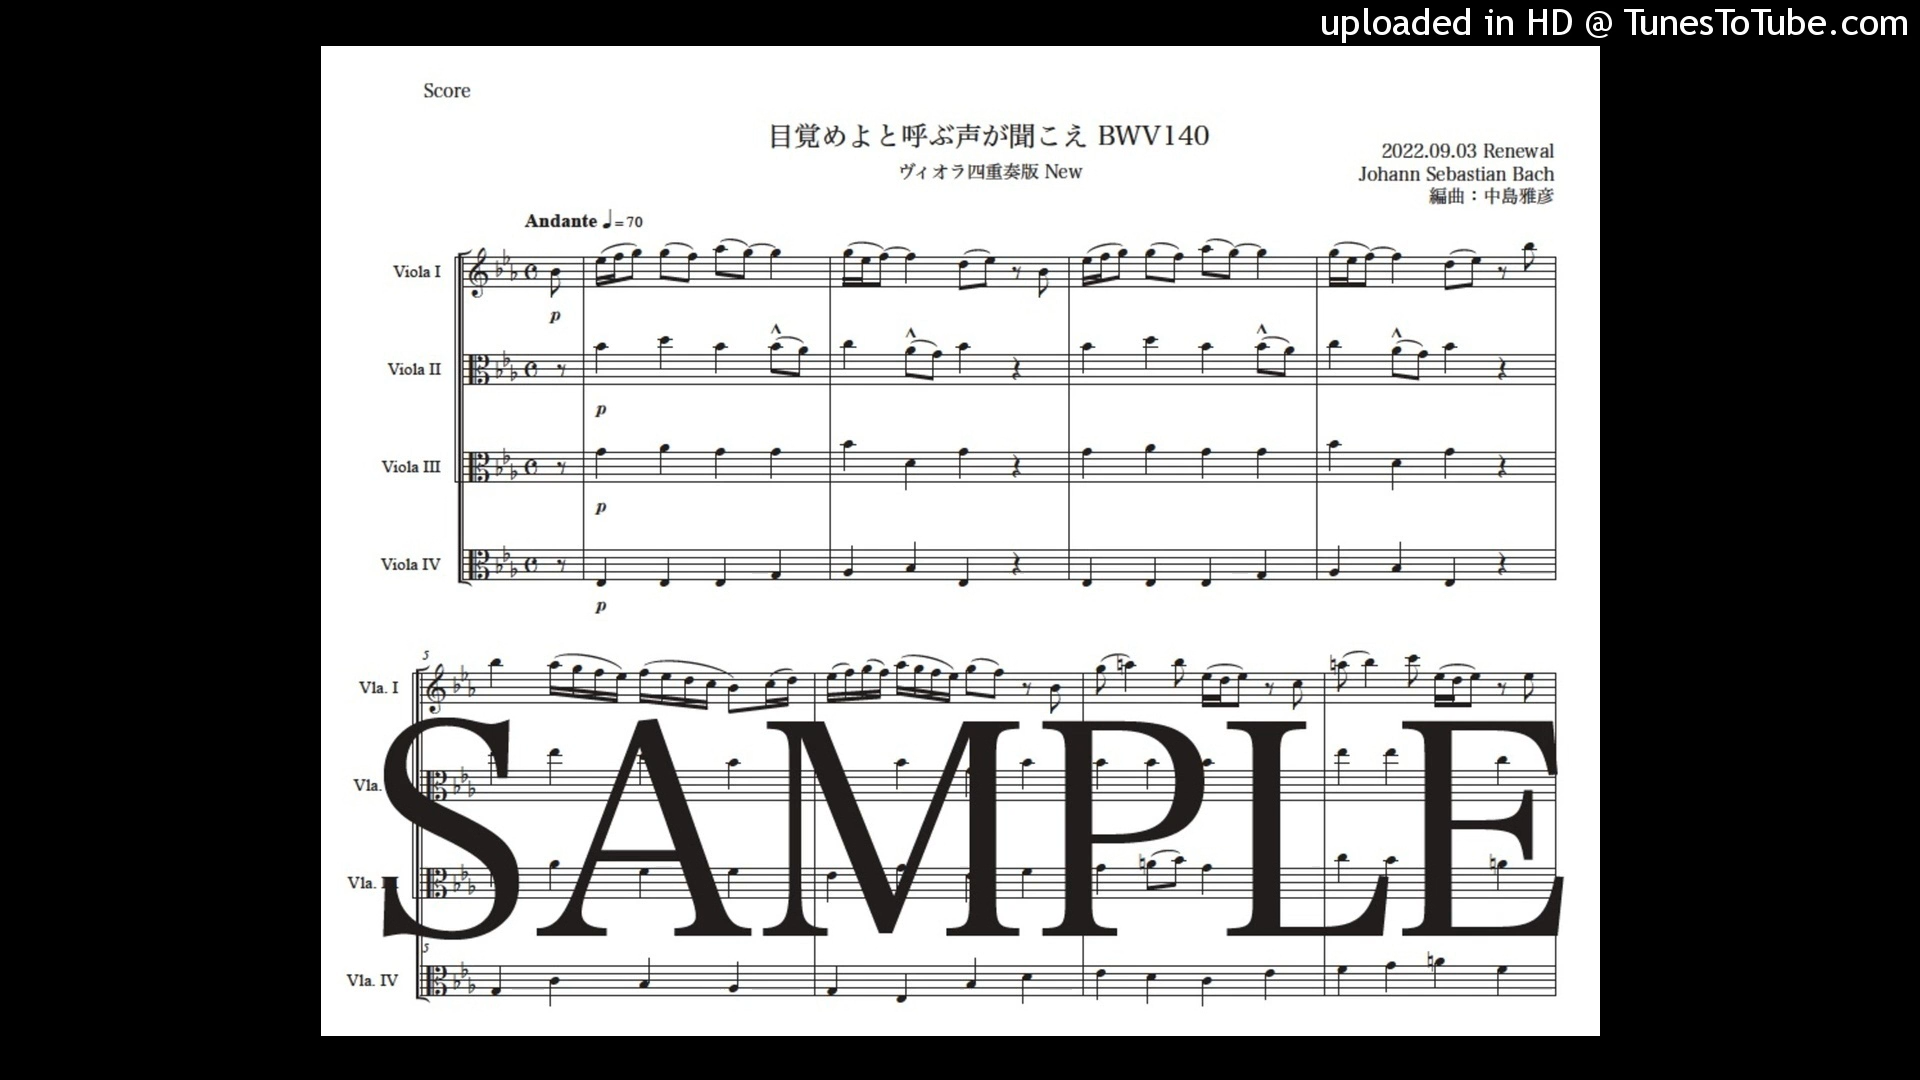 uploaded in HD @ TunesToTube.com
Score
目覚めよと呼ぶ声が聞こえ BWV140
ヴィオラ四重奏版 New
2022.09.03 Renewal
Johann Sebastian Bach
編曲：中島雅彦
Andante ♩=70
Viola I
p
Viola II
p
Viola III
p
Viola IV
p
5
Vla. I
Vla.
Vla. III
5
Vla. IV
SAMPLE